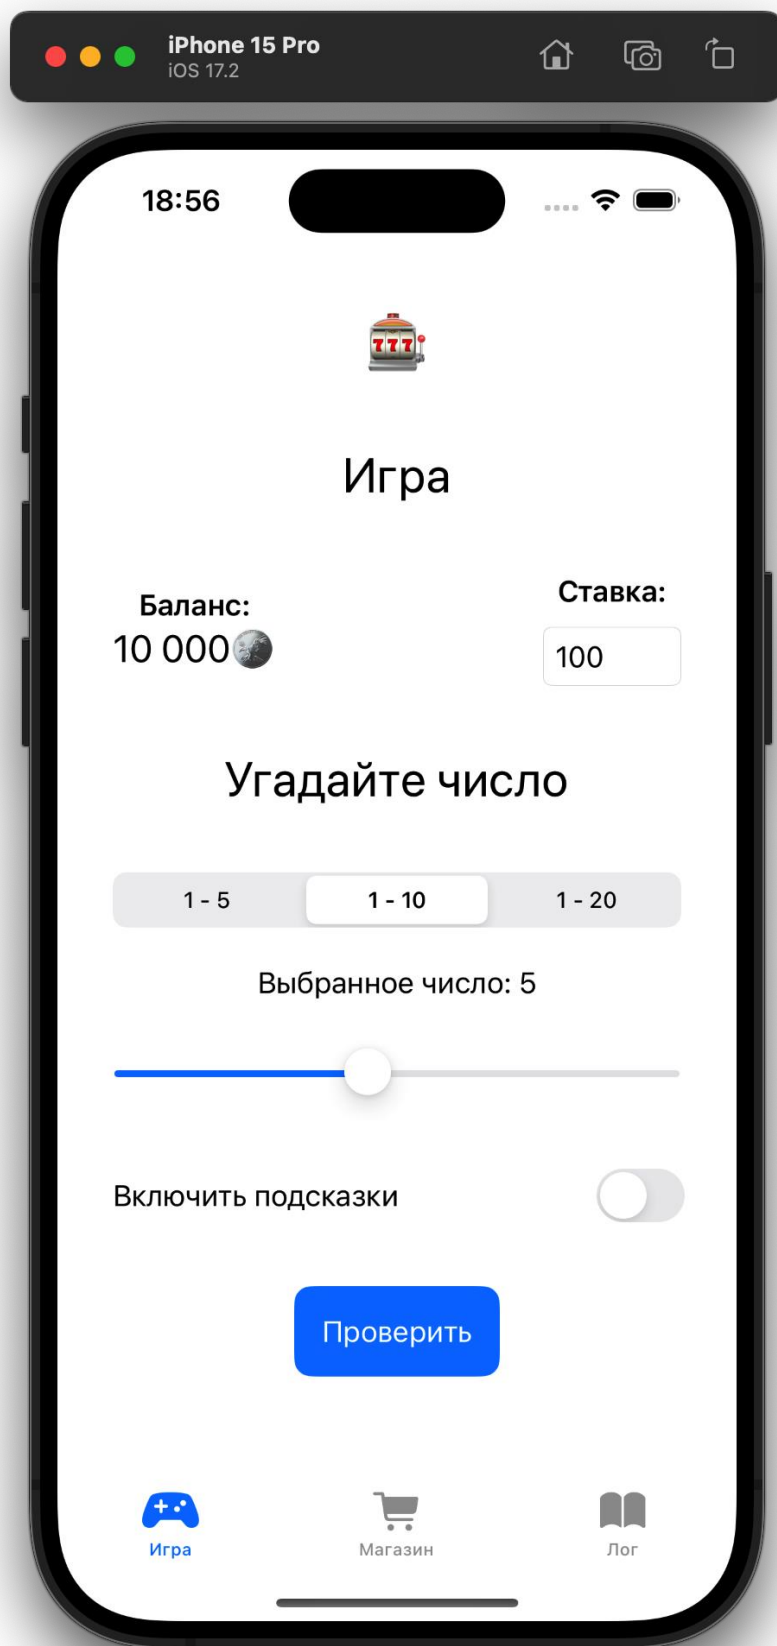 iPhone 15 Pro
iOS 17.2
18:56
777
Игра
Баланс:
10 000
Ставка:
100
Угадайте число
1 - 5
1 - 10
1 - 20
Выбранное число: 5
Включить подсказки
Проверить
Игра
Магазин
Лог